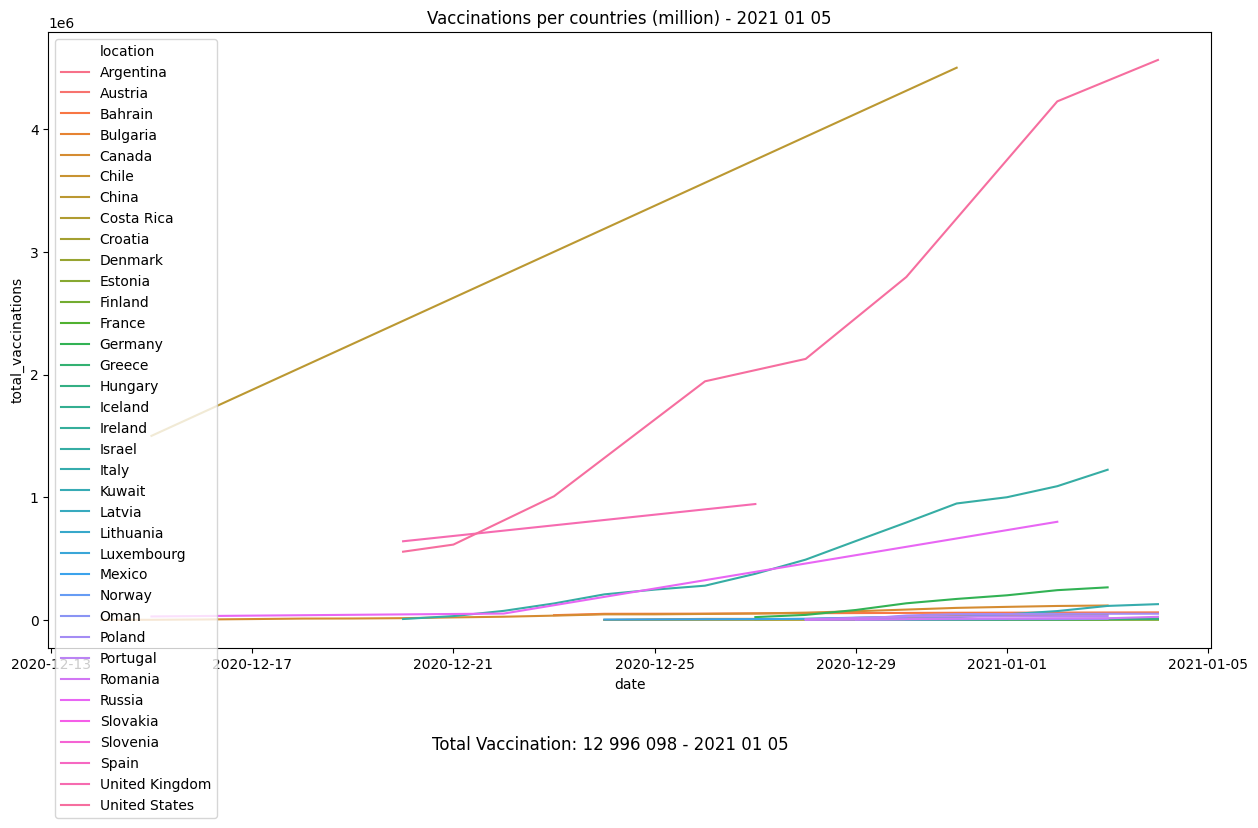 Vaccinations per countries (million) - 2021 01 05
1e6
location
Argentina
Austria
Bahrain
Bulgaria
Canada
Chile
China
Costa Rica
Croatia
Denmark
Estonia
Finland
France
Germany
Greece
Hungary
Iceland
Ireland
Israel
Italy
Kuwait
Latvia
Lithuania
Luxembourg
Mexico
Norway
Oman
Poland
Portugal
Romania
Russia
Slovakia
Slovenia
Spain
United Kingdom
United States
total_vaccinations
4
3
2
1
0
2020-12-13 2020-12-17 2020-12-21 2020-12-25 2020-12-29 2021-01-01 2021-01-05
date
Total Vaccination: 12 996 098 - 2021 01 05